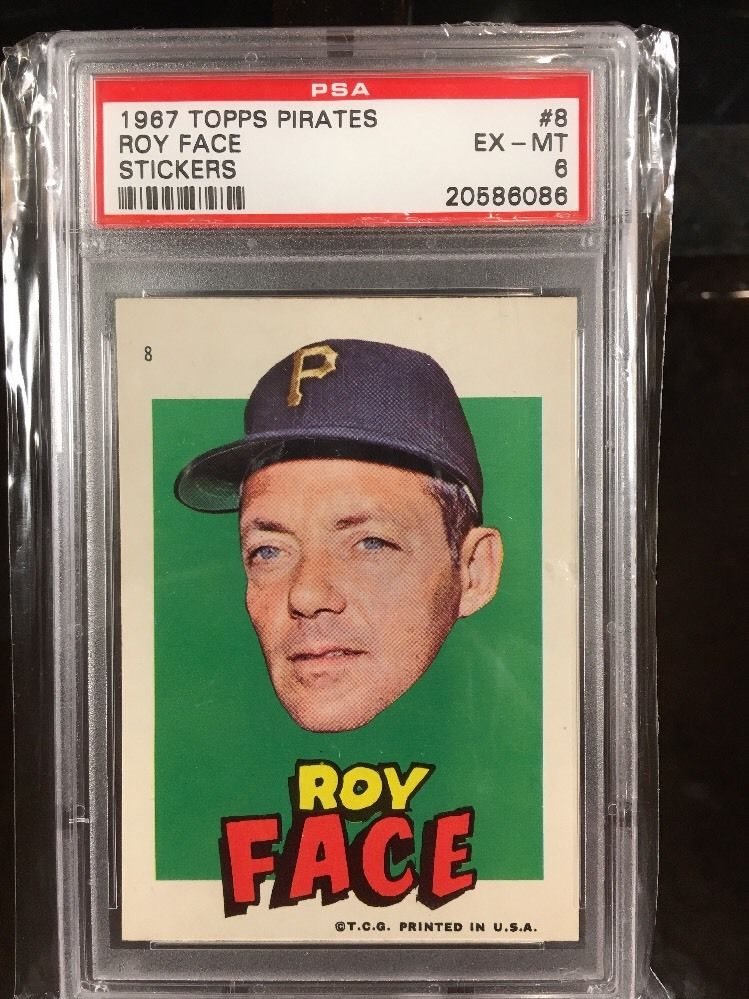 PSA
1967 TOPPS PIRATES #8
ROY FACE EX - MT
STICKERS 6
20586086
8
P
ROY
FACE
©T.C.G. PRINTED IN U.S.A.